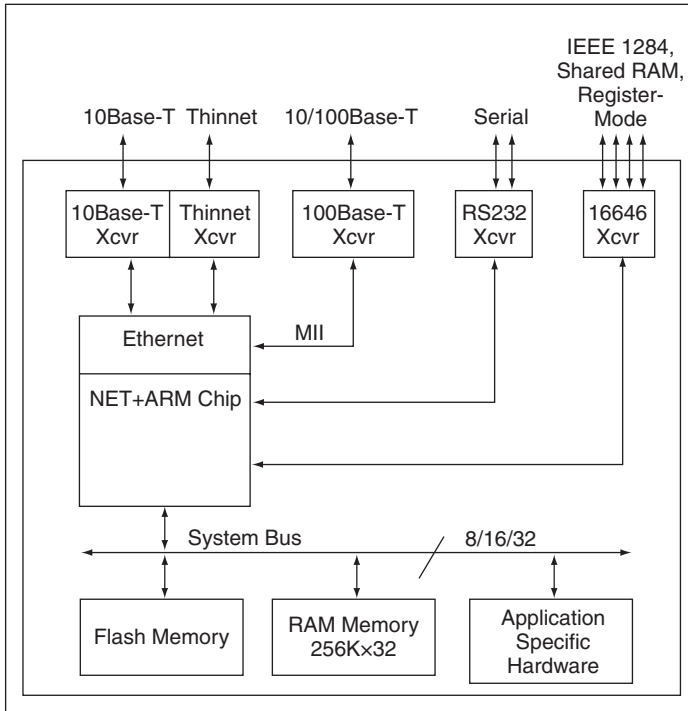 IEEE 1284,
Shared RAM,
Register-
Mode
10Base-T Thinnet 10/100Base-T Serial
10Base-T
Xcvr
Thinnet
Xcvr
100Base-T
Xcvr
RS232
Xcvr
16646
Xcvr
Ethernet
MII
NET+ARM Chip
System Bus 8/16/32
Flash Memory
RAM Memory
256K×32
Application
Specific
Hardware